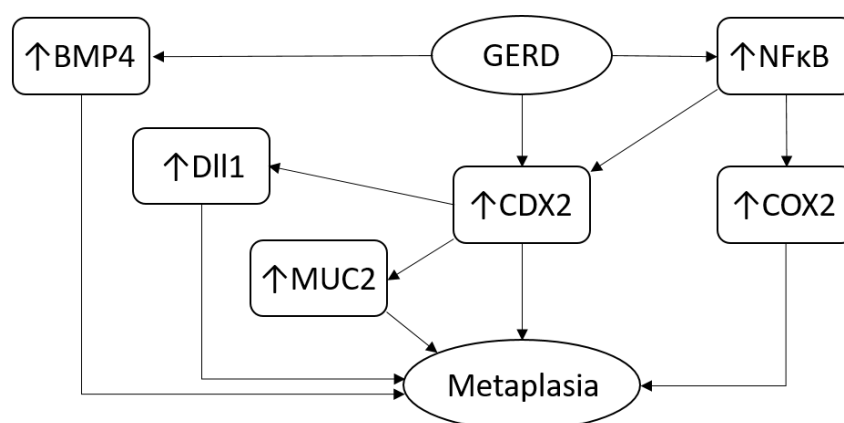 ↑BMP4
GERD
↑NFκB
↑Dll1
↑CDX2
↑COX2
↑MUC2
Metaplasia